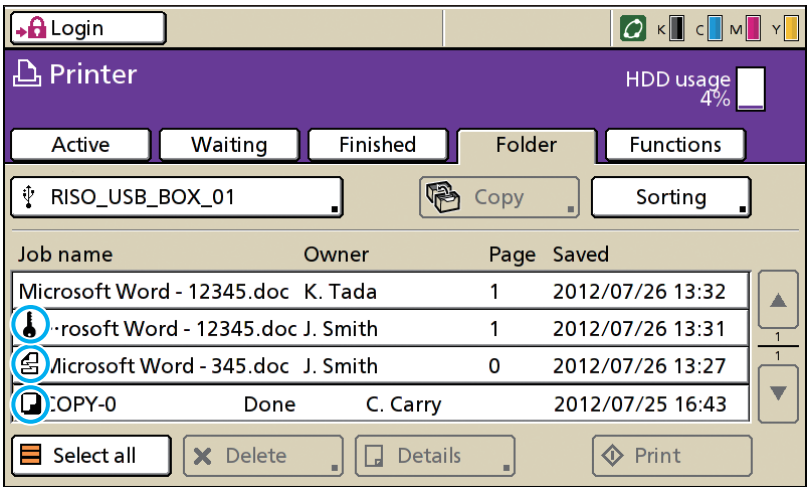 Login
K C M Y
Printer
HDD usage
4%
Active Waiting Finished Folder Functions
RISO_USB_BOX_01 Copy Sorting
Job name Owner Page Saved
Microsoft Word - 12345.doc K. Tada 1 2012/07/26 13:32
··rosoft Word - 12345.doc J. Smith 1 2012/07/26 13:31
Microsoft Word - 345.doc J. Smith 0 2012/07/26 13:27
COPY-0 Done C. Carry 2012/07/25 16:43
1
1
Select all Delete Details Print